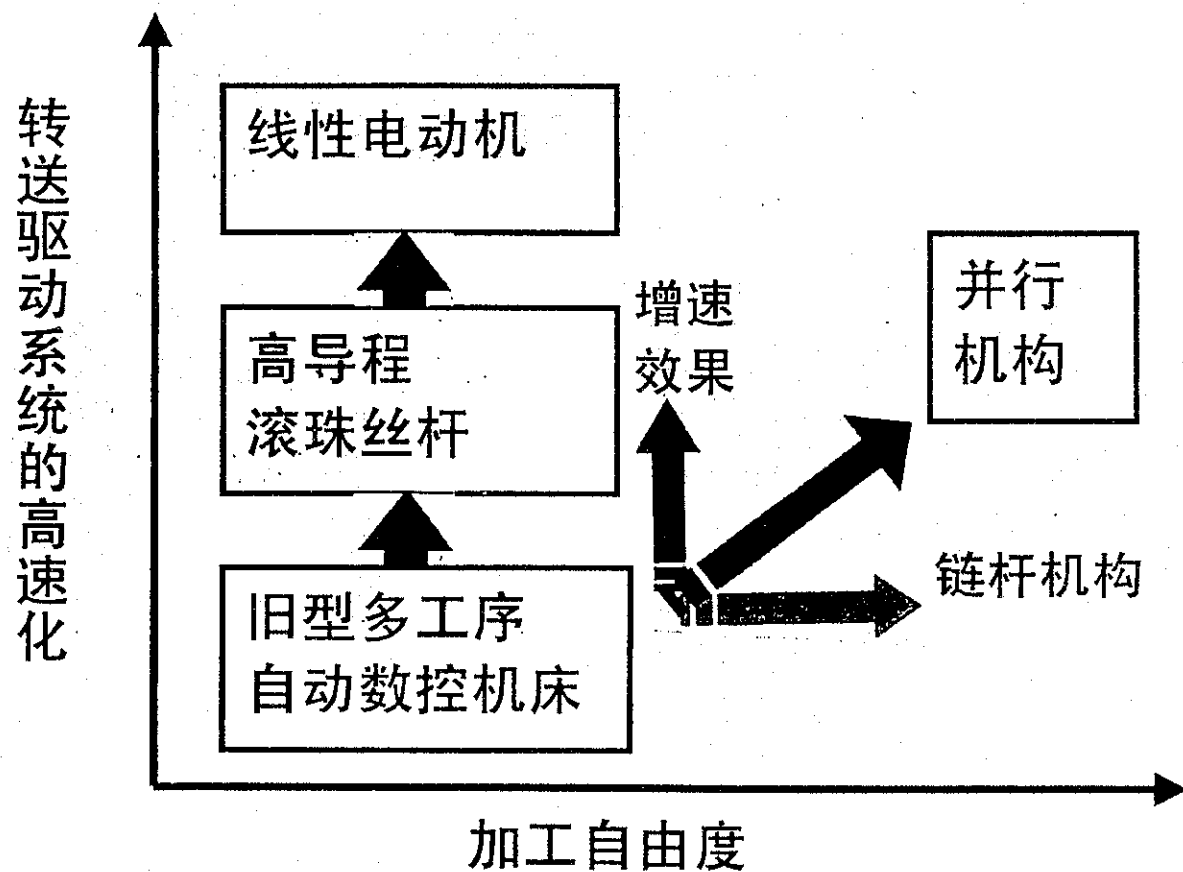 转送驱动系统的高速化
线性电动机
高导程
滚珠丝杆
旧型多工序
自动数控机床
增速
效果
并行
机构
链杆机构
加工自由度